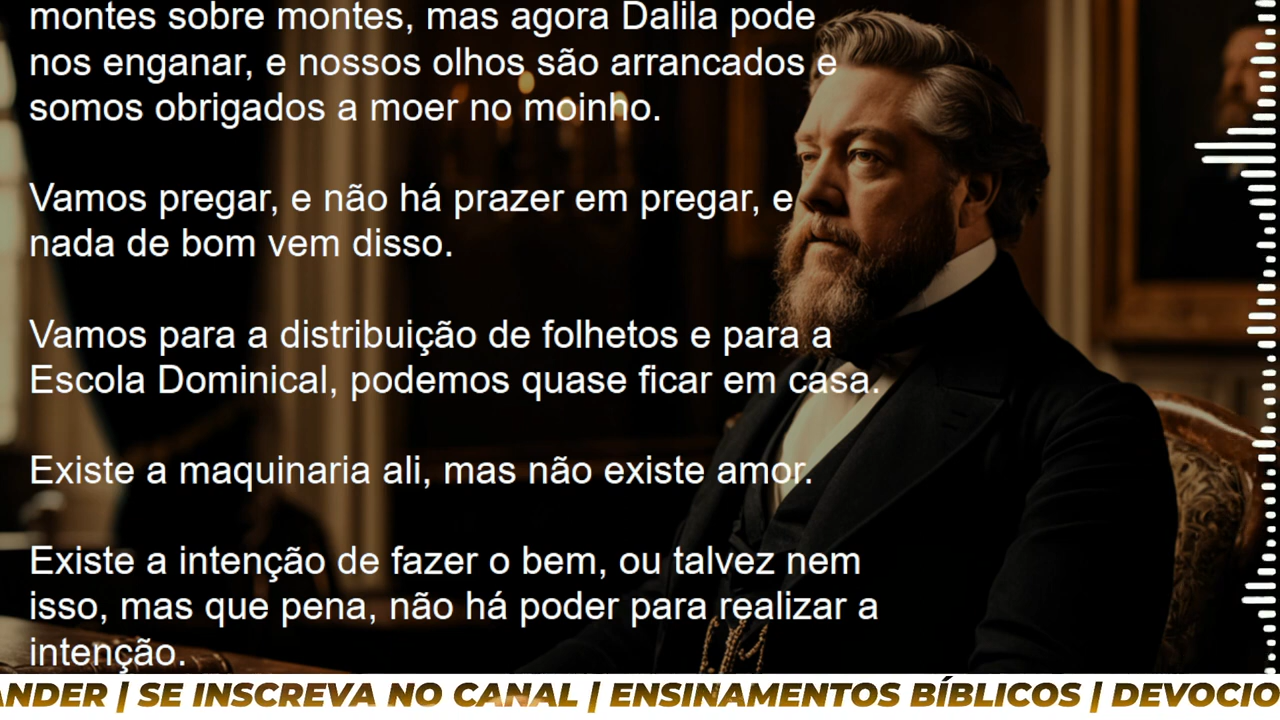 montes sobre montes, mas agora Dalila pode
nos enganar, e nossos olhos são arrancados e
somos obrigados a moer no moinho.
Vamos pregar, e não há prazer em pregar, e
nada de bom vem disso.
Vamos para a distribuição de folhetos e para a
Escola Dominical, podemos quase ficar em casa.
Existe a maquinaria ali, mas não existe amor.
Existe a intenção de fazer o bem, ou talvez nem
isso, mas que pena, não há poder para realizar a
intenção.
ANDER | SE INSCREVA NO CANAL | ENSINAMENTOS BÍBLICOS | DEVOCIO